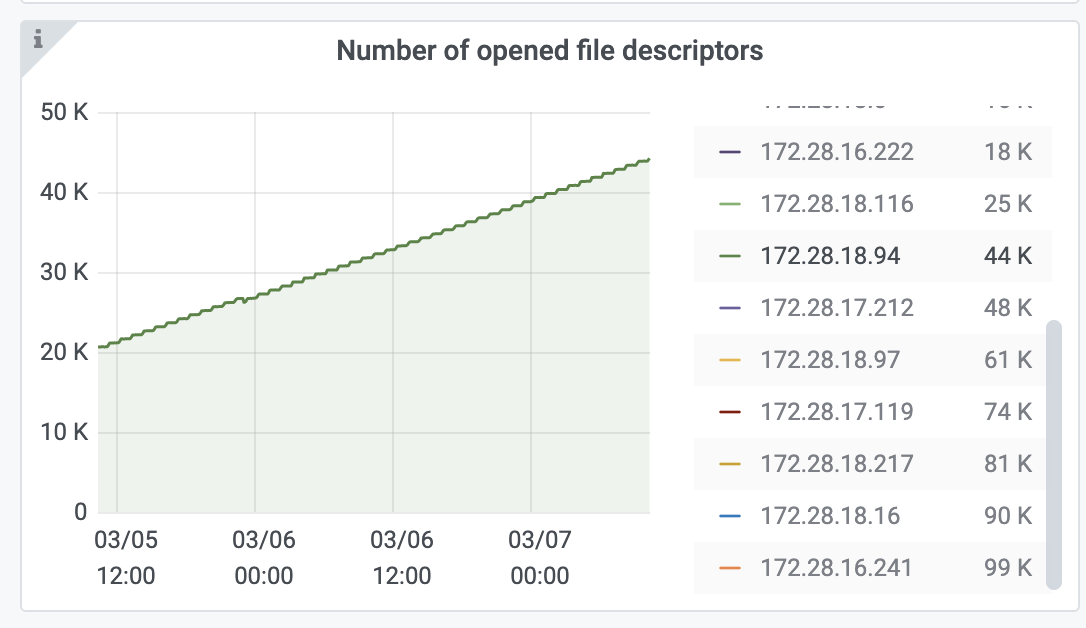 i
Number of opened file descriptors
50 K
40 K
30 K
20 K
10 K
0
03/05 03/06 03/06 03/07
12:00 00:00 12:00 00:00
172.28.16.222 18 K
172.28.18.116 25 K
172.28.18.94 44 K
172.28.17.212 48 K
172.28.18.97 61 K
172.28.17.119 74 K
172.28.18.217 81 K
172.28.18.16 90 K
172.28.16.241 99 K